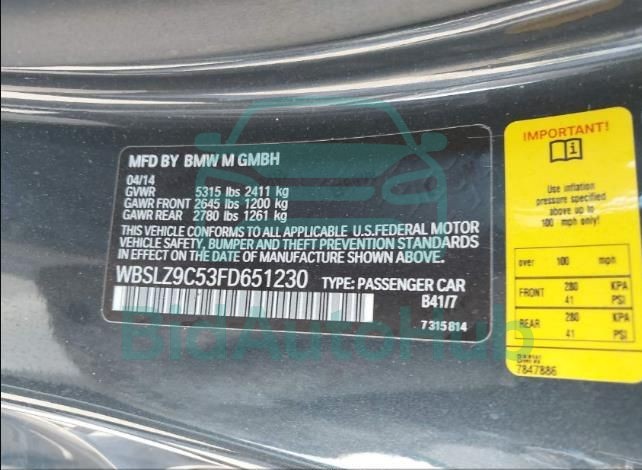 MFD BY BMW M GMBH
04/14
GVWR 5315 lbs 2411 kg
GAWR FRONT 2645 lbs 1200 kg
GAWR REAR 2780 lbs 1261 kg
THIS VEHICLE CONFORMS TO ALL APPLICABLE U.S.FEDERAL MOTOR
VEHICLE SAFETY, BUMPER AND THEFT PREVENTION STANDARDS
IN EFFECT ON THE DATE OF MANUFACTURE SHOWN ABOVE.
WBSLZ9C53FD651230 TYPE: PASSENGER CAR
B41/7
7315814
IMPORTANT!
Use inflation
pressure specified
above for up to
100 mph only!
over 100 mph
FRONT 280 KPA
41 PSI
REAR 280 KPA
41 PSI
7847886
BidAutoHub